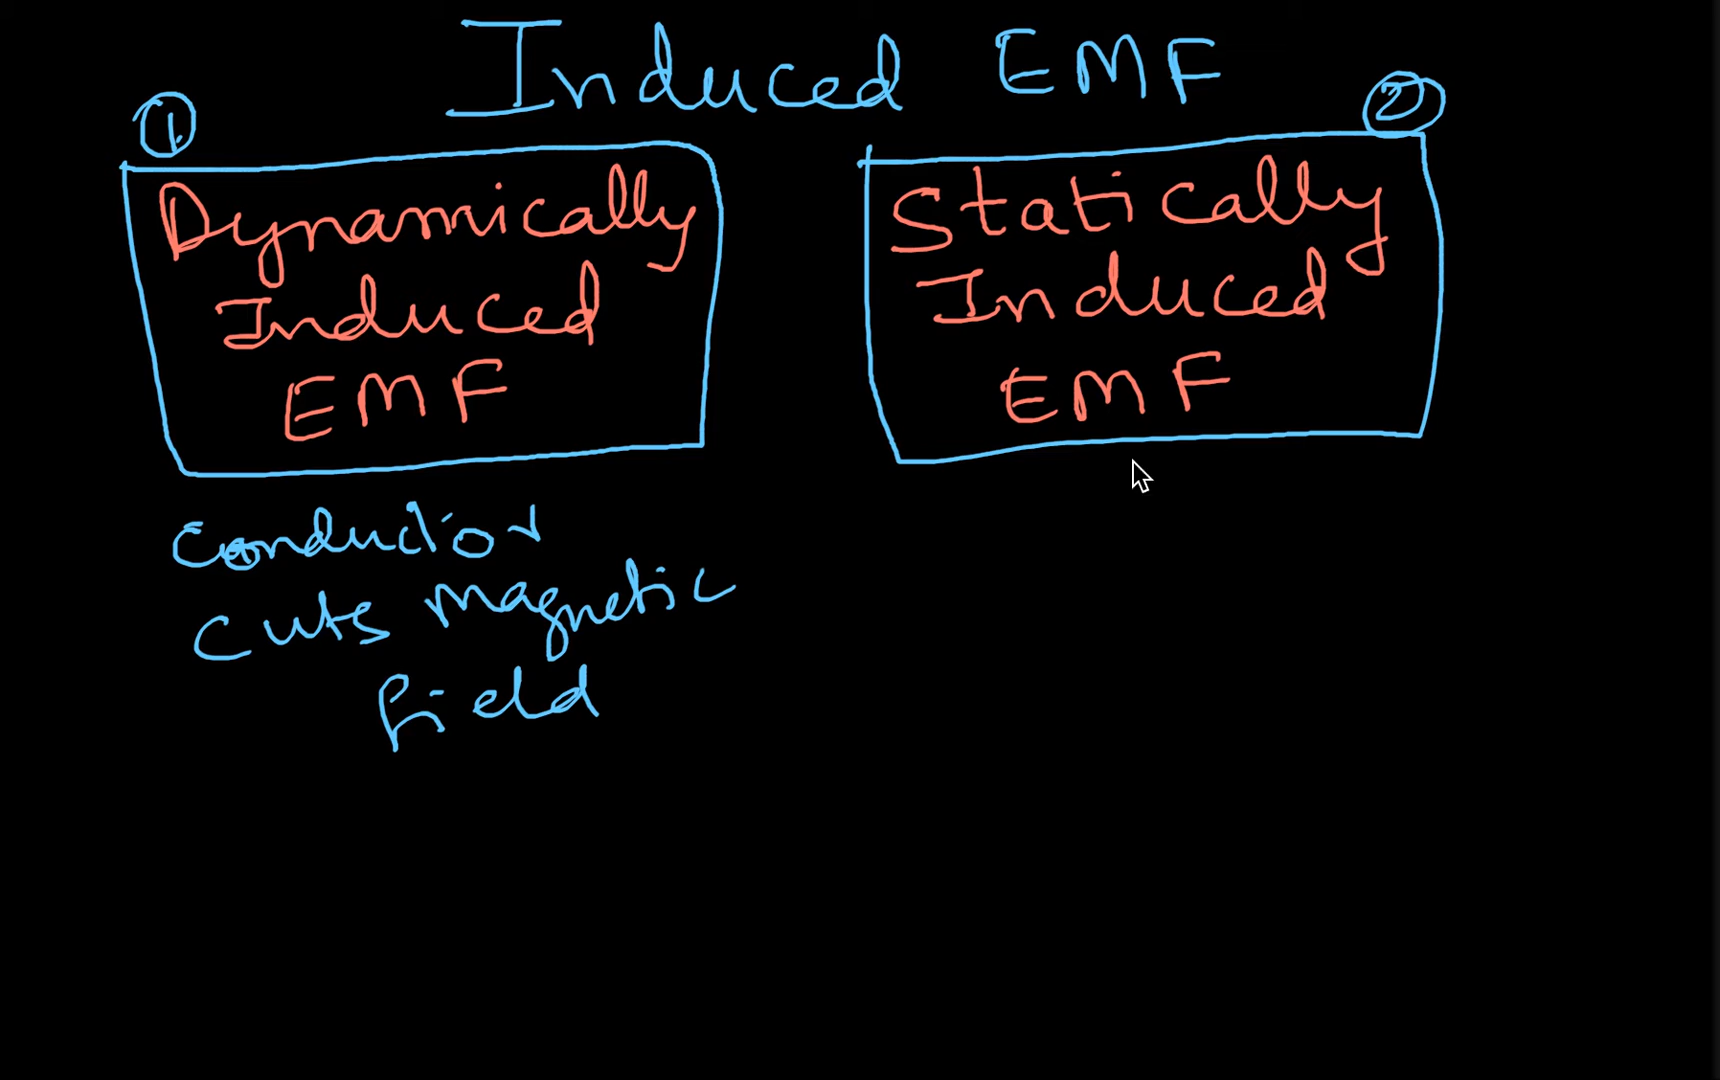 Induced EMF
1.
Dynamically
Induced
EMF
Conductor
cuts magnetic
field
2
Statically
Induced
EMF